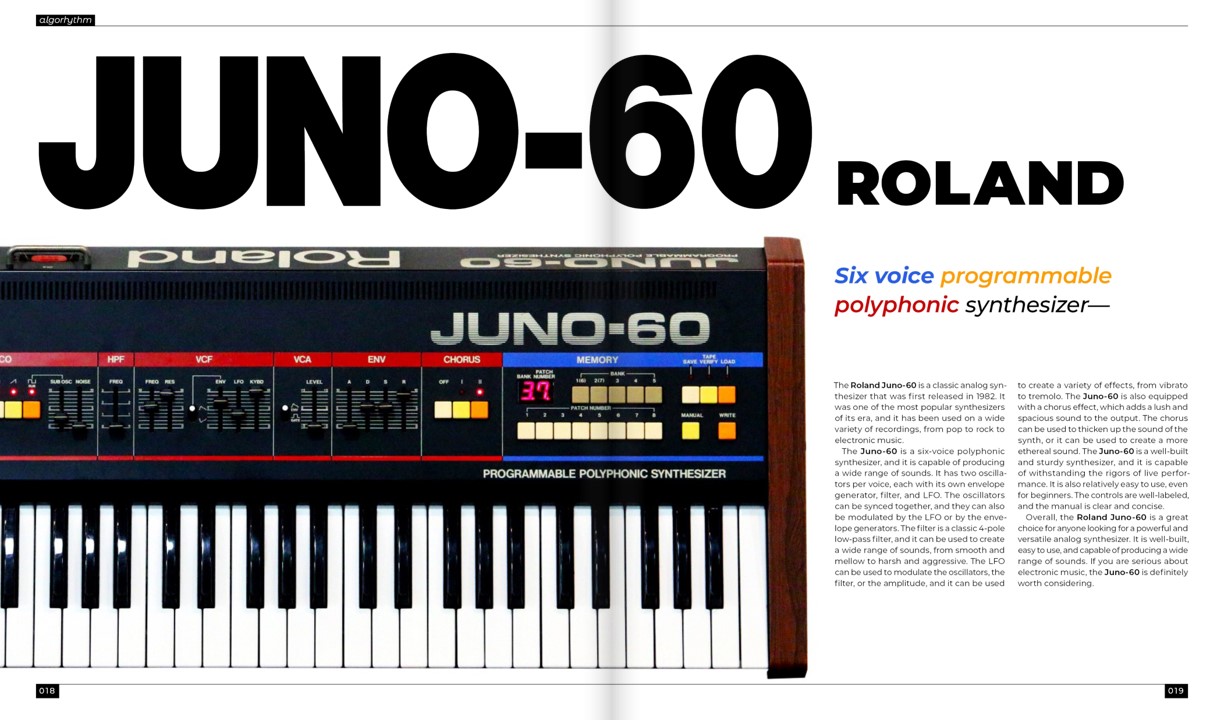 algorhythm
JUNO-60
ROLAND
Six voice programmable
polyphonic synthesizer—
Roland
JUNO-60
PROGRAMMABLE POLYPHONIC SYNTHESIZER
JUNO-60
CO
HPF
VCF
VCA
ENV
CHORUS
MEMORY
SUB OSC NOISE
FREQ
FREQ RES
ENV LFO KYBD
LEVEL
A D S R
OFF I II
PATCH
BANK NUMBER
37
BANK
1(6) 2(7) 3 4 5
PATCH NUMBER
1 2 3 4 5 6 7 8
TAPE
SAVE VERIFY LOAD
MANUAL
WRITE
PROGRAMMABLE POLYPHONIC SYNTHESIZER
The Roland Juno-60 is a classic analog syn-
thesizer that was first released in 1982. It
was one of the most popular synthesizers
of its era, and it has been used on a wide
variety of recordings, from pop to rock to
electronic music.
The Juno-60 is a six-voice polyphonic
synthesizer, and it is capable of producing
a wide range of sounds. It has two oscilla-
tors per voice, each with its own envelope
generator, filter, and LFO. The oscillators
can be synced together, and they can also
be modulated by the LFO or by the enve-
lope generators. The filter is a classic 4-pole
low-pass filter, and it can be used to create
a wide range of sounds, from smooth and
mellow to harsh and aggressive. The LFO
can be used to modulate the oscillators, the
filter, or the amplitude, and it can be used
to create a variety of effects, from vibrato
to tremolo. The Juno-60 is also equipped
with a chorus effect, which adds a lush and
spacious sound to the output. The chorus
can be used to thicken up the sound of the
synth, or it can be used to create a more
ethereal sound. The Juno-60 is a well-built
and sturdy synthesizer, and it is capable
of withstanding the rigors of live perfor-
mance. It is also relatively easy to use, even
for beginners. The controls are well-labeled,
and the manual is clear and concise.
Overall, the Roland Juno-60 is a great
choice for anyone looking for a powerful and
versatile analog synthesizer. It is well-built,
easy to use, and capable of producing a wide
range of sounds. If you are serious about
electronic music, the Juno-60 is definitely
worth considering.
018
019